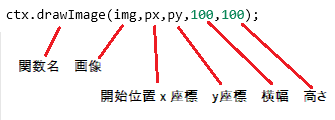 ctx.drawImage(img,px,py,100,100);
関数名 画像
開始位置 x 座標 y座標 横幅 高さ